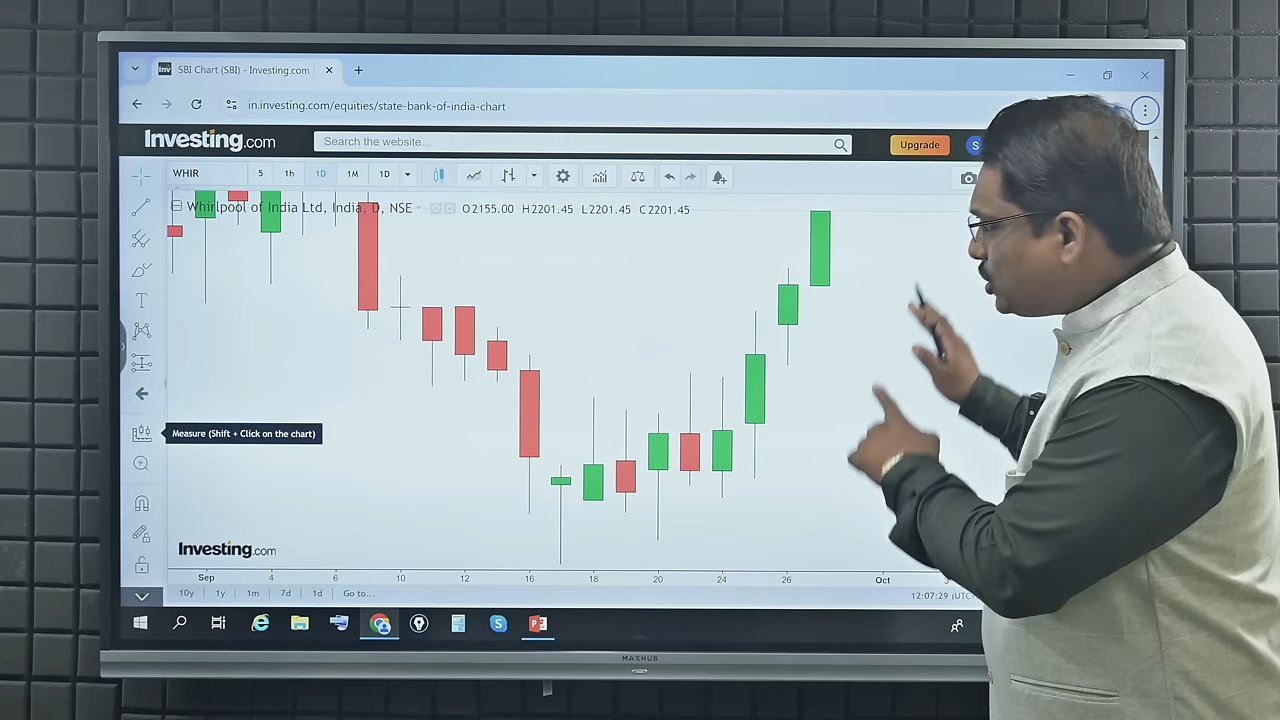 SBI Chart (SBI) - Investing.com
in.investing.com/equities/state-bank-of-india-chart
Investing.com
Search the website...
Upgrade
S
WHIR
5
1h
1D
1M
1D
Whirlpool of India Ltd, India, D, NSE
O2155.00 H2201.45 L2201.45 C2201.45
T
Measure (Shift + Click on the chart)
Investing.com
Sep 4 6 10 12 16 18 20 24 26 Oct 3
10y 1y 1m 7d 1d Go to...
12:07:29 (UTC+
MAXHUB